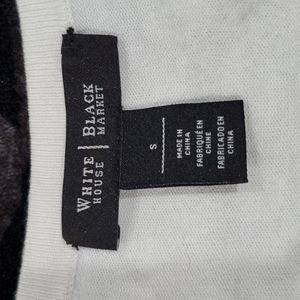 WHITE | BLACK
HOUSE | MARKET
S
MADE IN
CHINA
FABRIQUÉ EN
CHINE
FABRICADO EN
CHINA